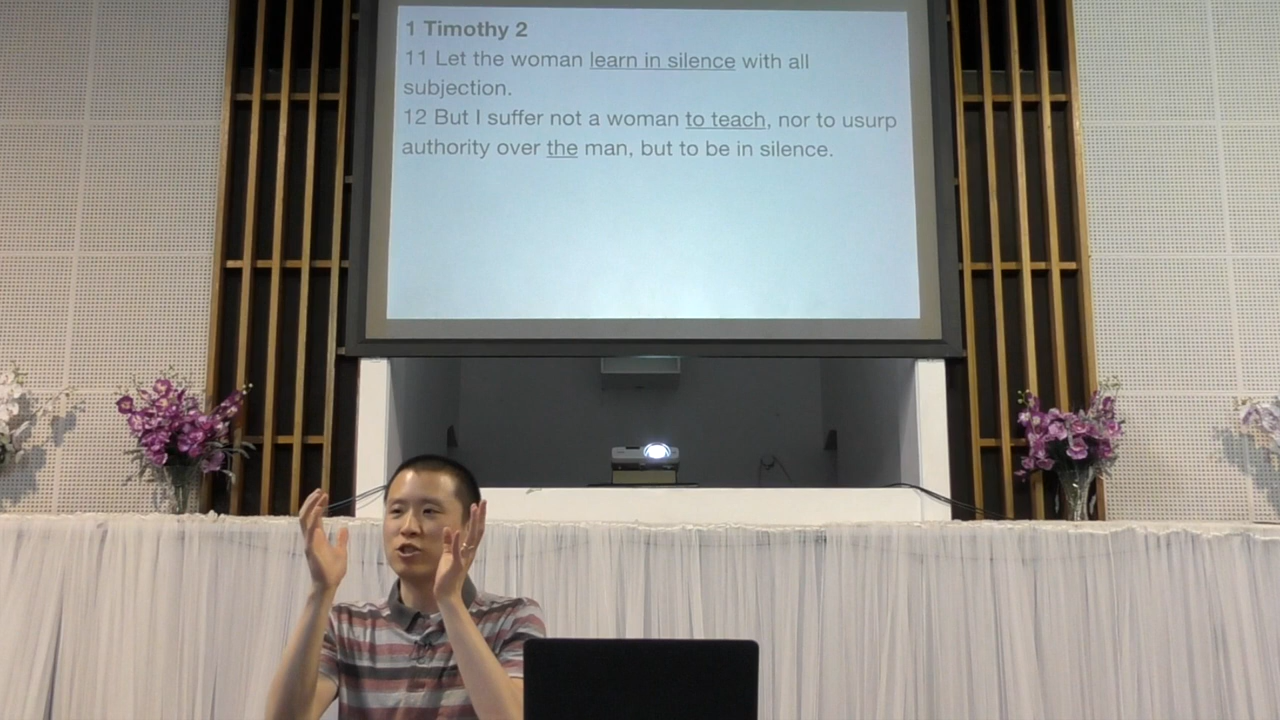 1 Timothy 2
11 Let the woman learn in silence with all
subjection.
12 But I suffer not a woman to teach, nor to usurp
authority over the man, but to be in silence.